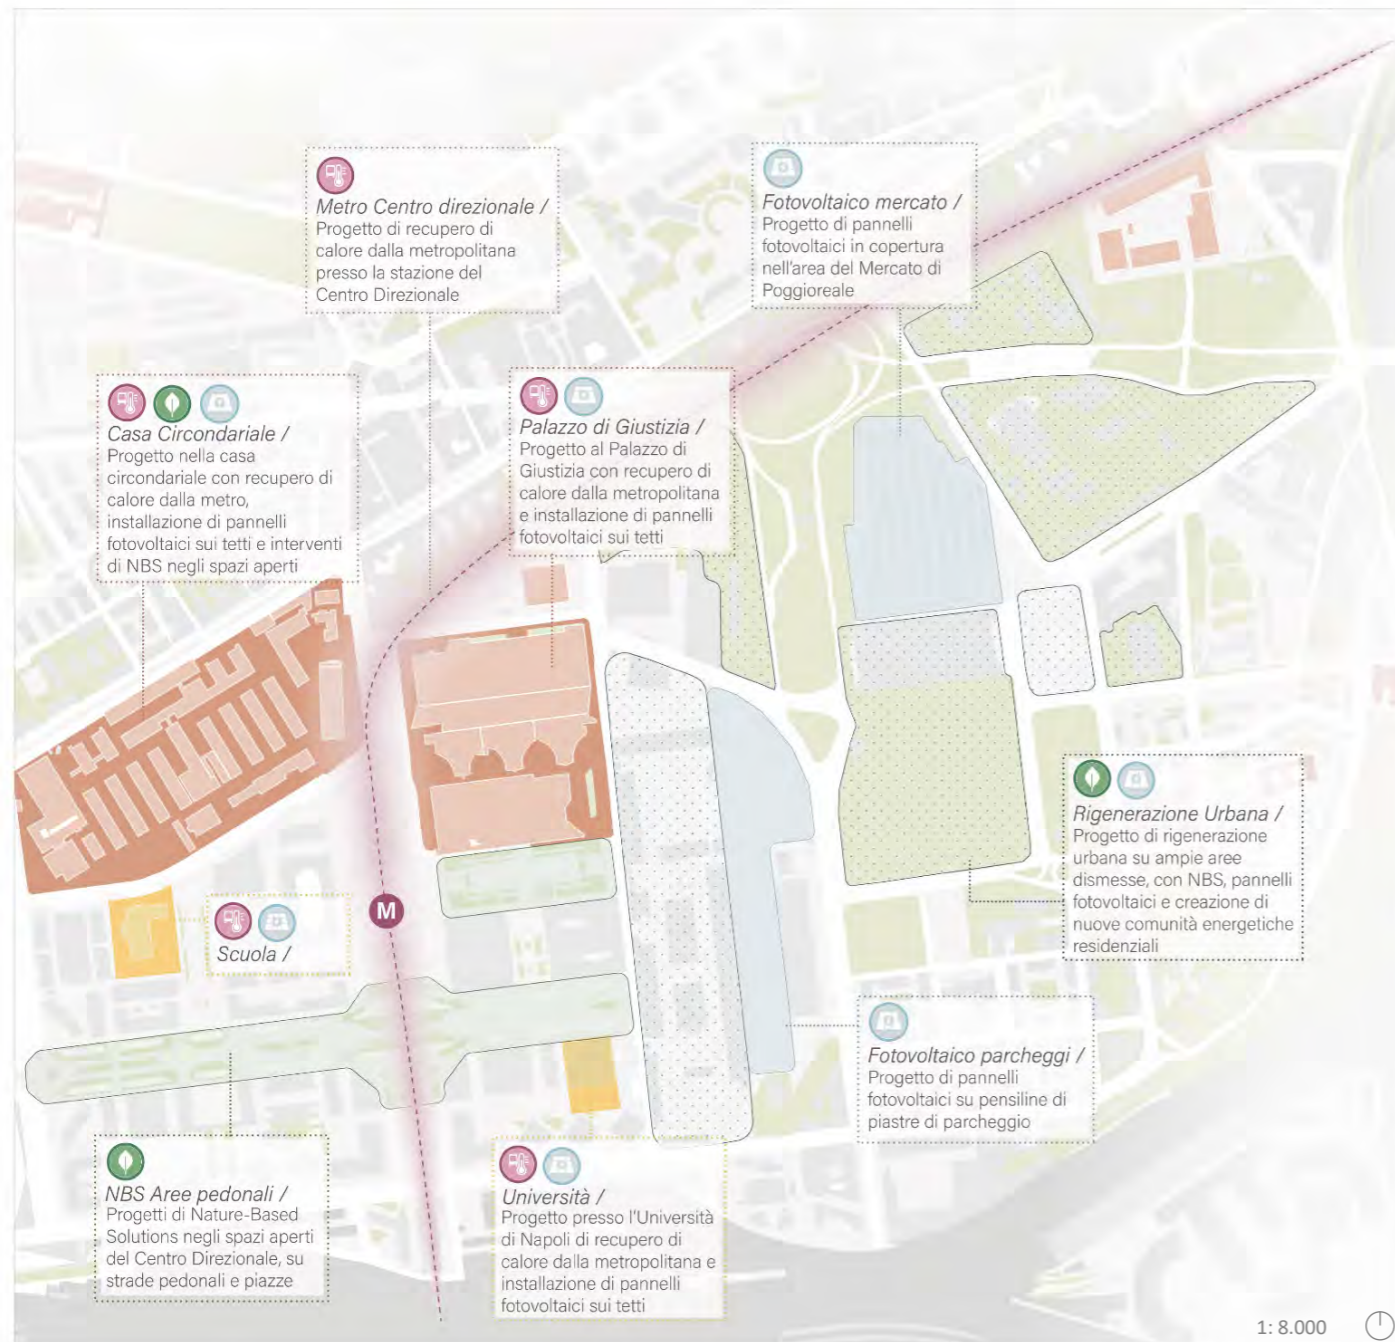 Metro Centro direzionale /
Progetto di recupero di
calore dalla metropolitana
presso la stazione del
Centro Direzionale
Fotovoltaico mercato /
Progetto di pannelli
fotovoltaici in copertura
nell'area del Mercato di
Poggioreale
Casa Circondariale /
Progetto nella casa
circondariale con recupero di
calore dalla metro,
installazione di pannelli
fotovoltaici sui tetti e interventi
di NBS negli spazi aperti
Palazzo di Giustizia /
Progetto al Palazzo di
Giustizia con recupero di
calore dalla metropolitana
e installazione di pannelli
fotovoltaici sui tetti
Rigenerazione Urbana /
Progetto di rigenerazione
urbana su ampie aree
dismesse, con NBS, pannelli
fotovoltaici e creazione di
nuove comunità energetiche
residenziali
M
Scuola /
Fotovoltaico parcheggi /
Progetto di pannelli
fotovoltaici su pensiline di
piastre di parcheggio
NBS Aree pedonali /
Progetti di Nature-Based
Solutions negli spazi aperti
del Centro Direzionale, su
strade pedonali e piazze
Università /
Progetto presso l'Università
di Napoli di recupero di
calore dalla metropolitana e
installazione di pannelli
fotovoltaici sui tetti
1: 8.000